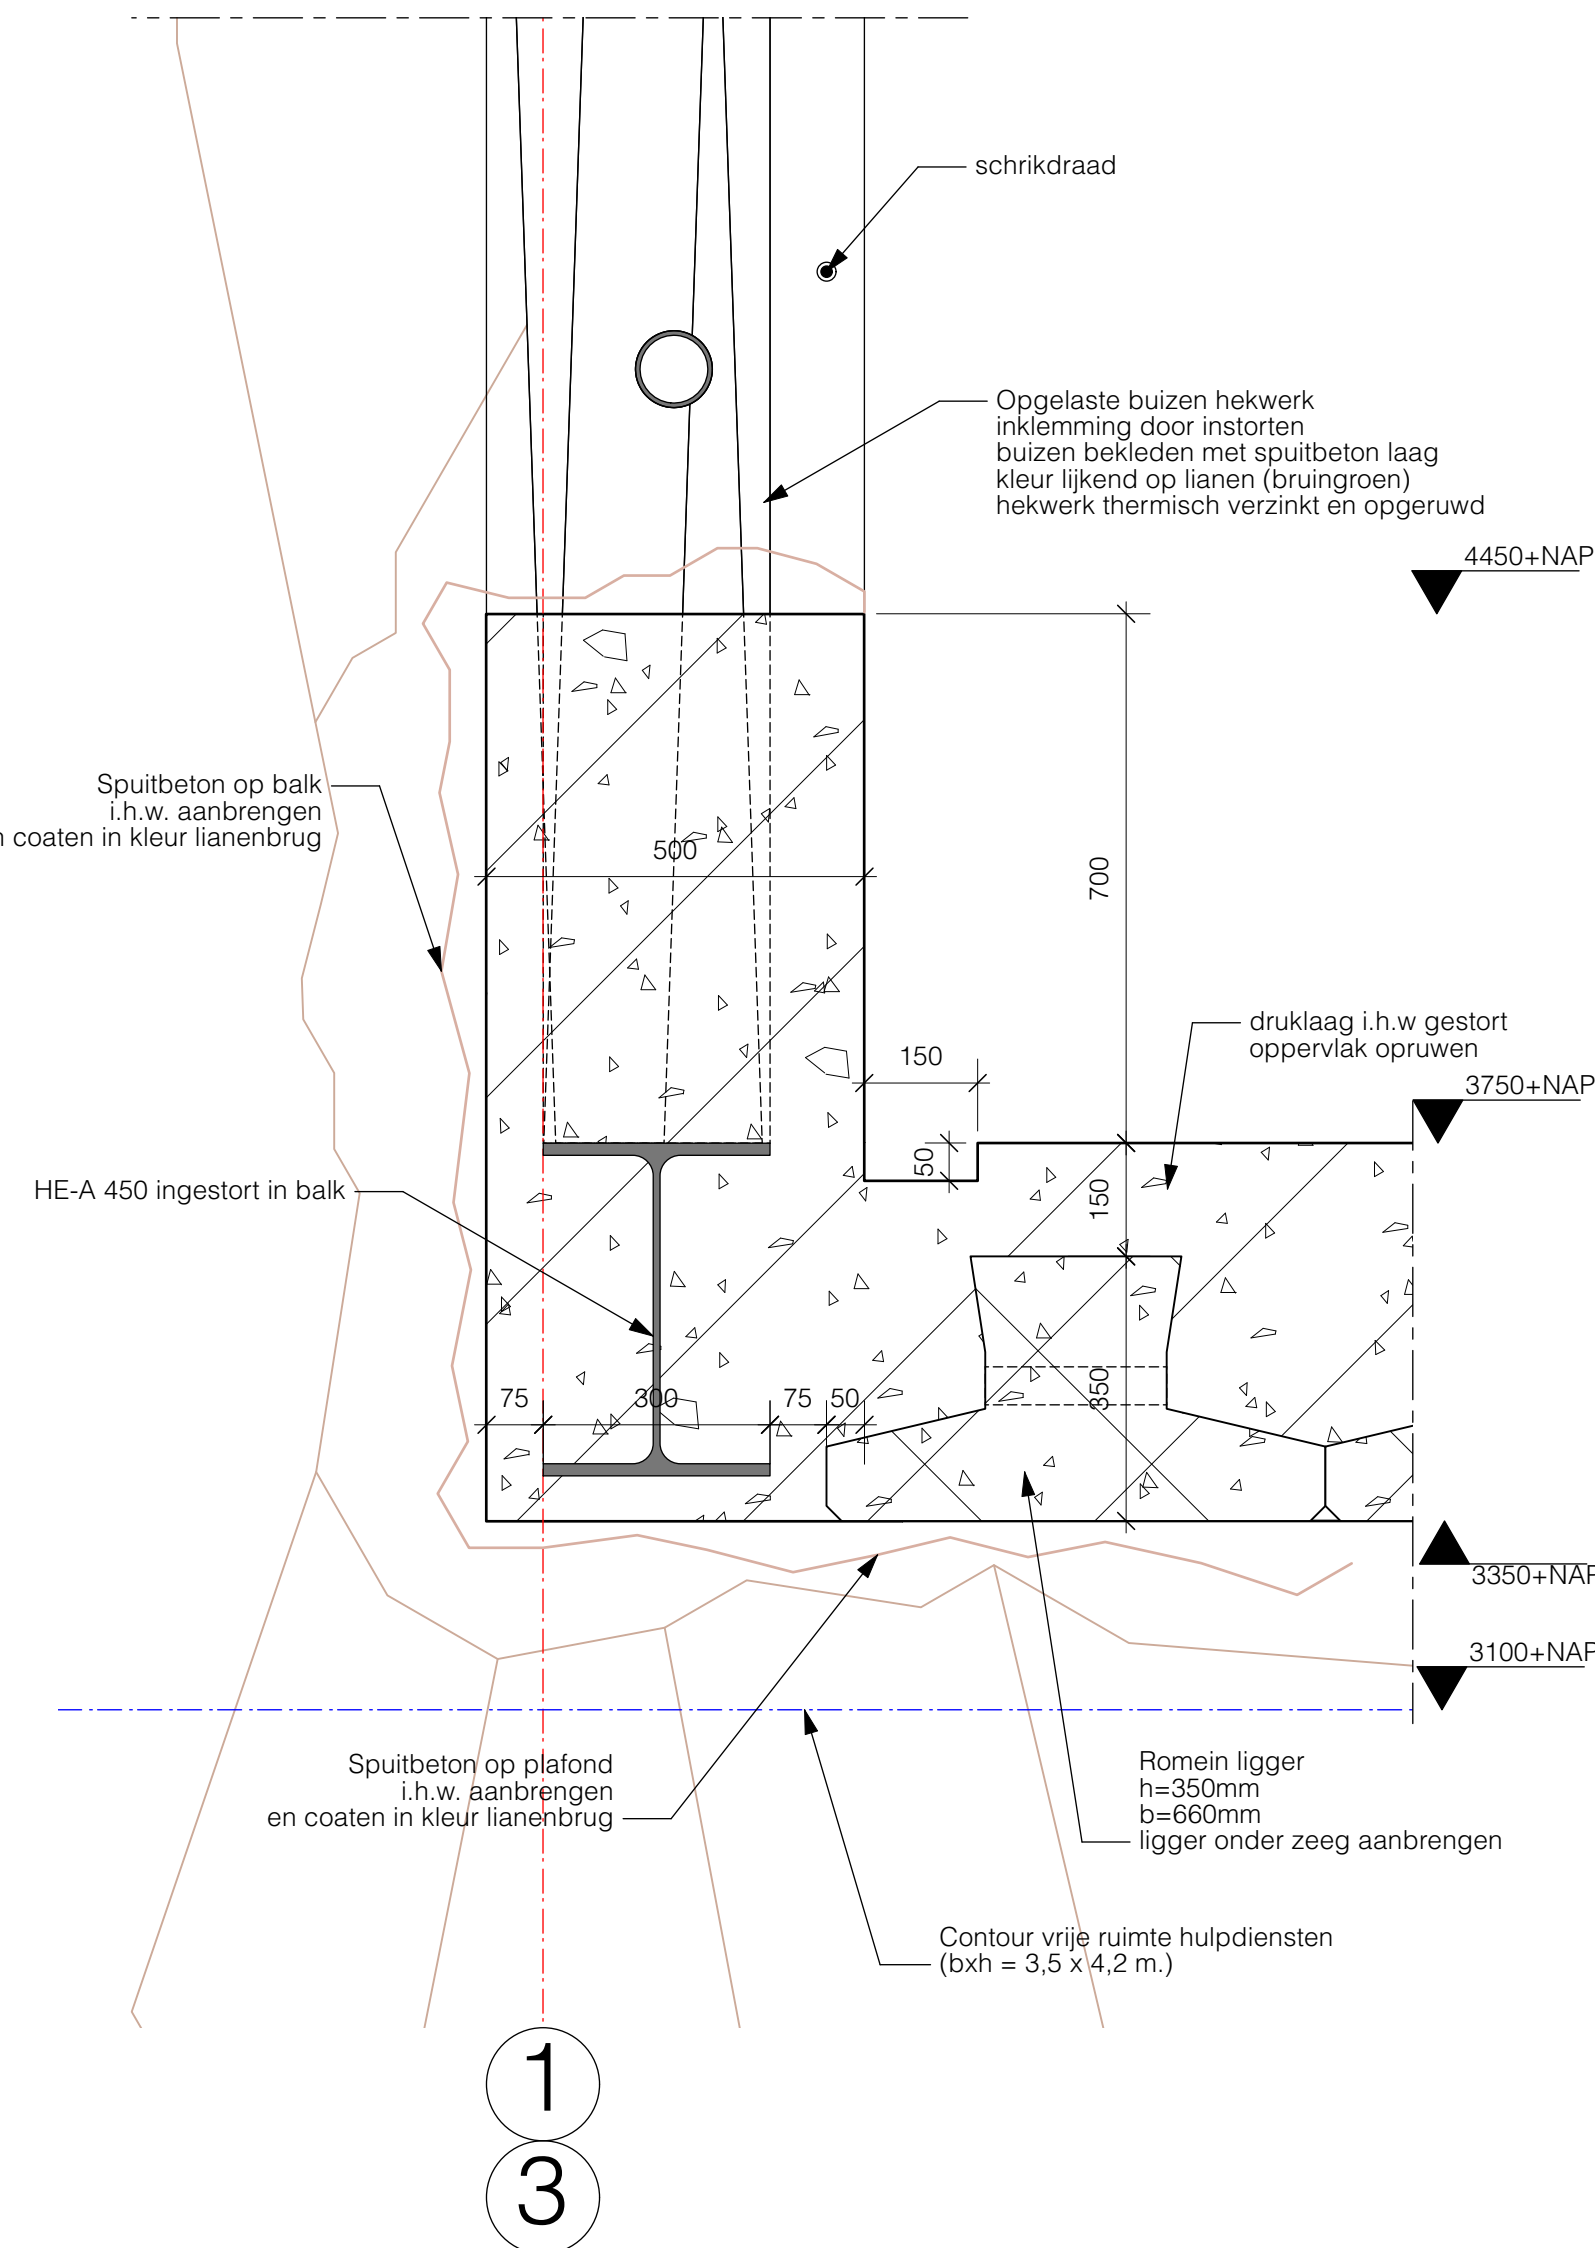 schrikdraad
Opgelaste buizen hekwerk
inklemming door instorten
buizen bekleden met spuitbeton laag
kleur lijkend op lianen (bruingroen)
hekwerk thermisch verzinkt en opgeruwd
4450+NAP
Spuitbeton op balk
i.h.w. aanbrengen
n coaten in kleur lianenbrug
500
700
druklaag i.h.w gestort
oppervlak opruwen
150
3750+NAP
50
150
HE-A 450 ingestort in balk
350
75
300
75
50
3350+NAP
3100+NAP
Spuitbeton op plafond
i.h.w. aanbrengen
en coaten in kleur lianenbrug
Romein ligger
h=350mm
b=660mm
ligger onder zeeg aanbrengen
Contour vrije ruimte hulpdiensten
(bxh = 3,5 x 4,2 m.)
1
3